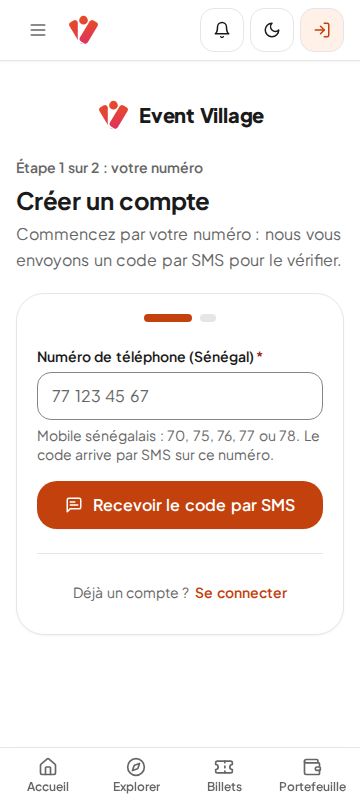 Event Village
Étape 1 sur 2 : votre numéro
Créer un compte
Commencez par votre numéro : nous vous
envoyons un code par SMS pour le vérifier.
Numéro de téléphone (Sénégal) *
77 123 45 67
Mobile sénégalais : 70, 75, 76, 77 ou 78. Le
code arrive par SMS sur ce numéro.
Recevoir le code par SMS
Déjà un compte ? Se connecter
Accueil Explorer Billets Portefeuille